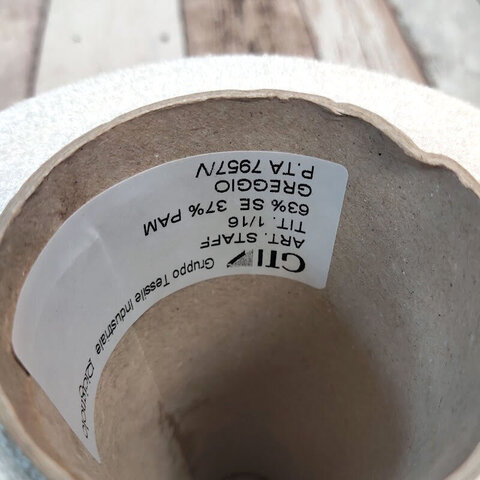 GTI Gruppo Tessile Industriale
ART. STAFF
TIT. 1/16
63% SE 37% PAM
GREGGIO
P.TA 7957/V